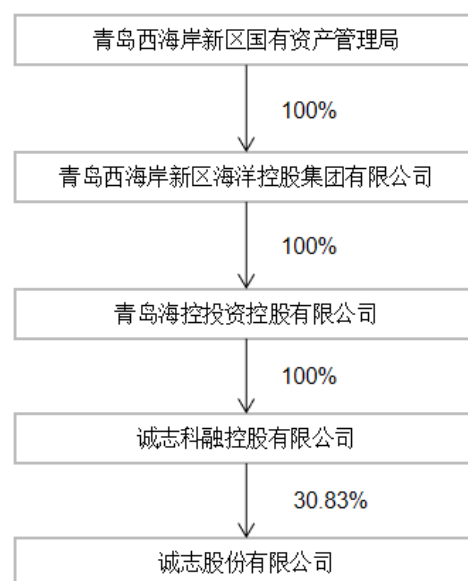 青岛西海岸新区国有资产管理局
100%
青岛西海岸新区海洋控股集团有限公司
100%
青岛海控投资控股有限公司
100%
诚志科融控股有限公司
30.83%
诚志股份有限公司